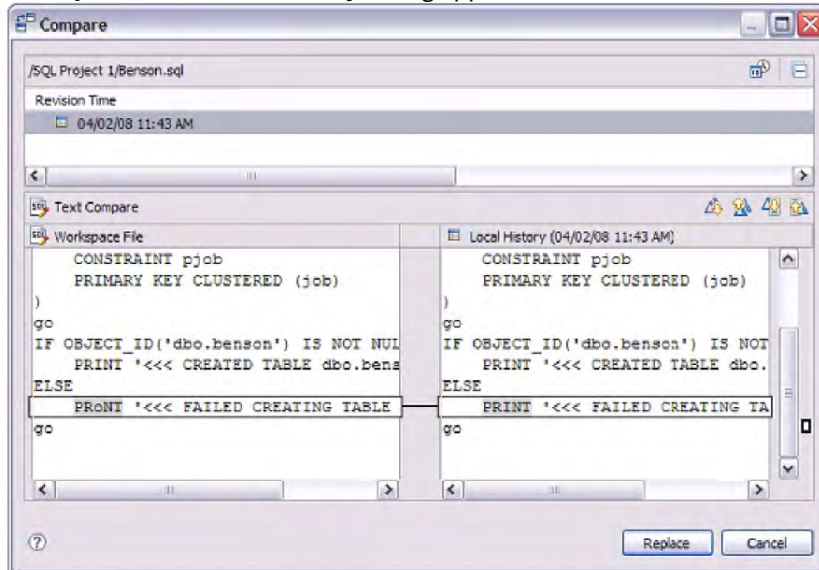 Compare
/SQL Project 1/Benson.sql
Revision Time
04/02/08 11:43 AM
Text Compare
Workspace File
CONSTRAINT pjob
PRIMARY KEY CLUSTERED (job)
)
go
IF OBJECT_ID('dbo.benson') IS NOT NUL
PRINT '<<< CREATED TABLE dbo.bens
ELSE
PRoNT '<<< FAILED CREATING TABLE
go
Local History (04/02/08 11:43 AM)
CONSTRAINT pjob
PRIMARY KEY CLUSTERED (job)
)
go
IF OBJECT_ID('dbo.benson') IS NOT
PRINT '<<< CREATED TABLE dbo.
ELSE
PRINT '<<< FAILED CREATING TA
go
Replace
Cancel